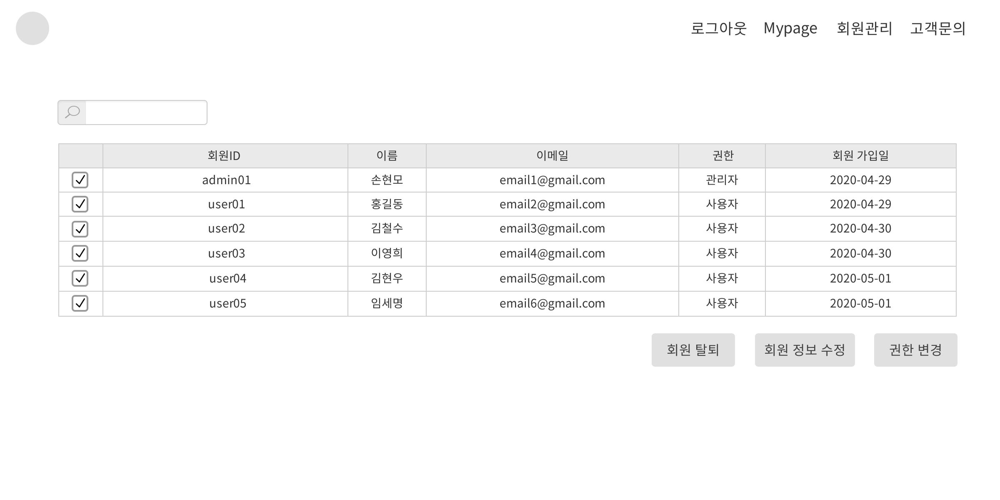 로그아웃 Mypage 회원관리 고객문의
회원ID 이름 이메일 권한 회원 가입일
admin01 손현모 email1@gmail.com 관리자 2020-04-29
user01 홍길동 email2@gmail.com 사용자 2020-04-29
user02 김철수 email3@gmail.com 사용자 2020-04-30
user03 이영희 email4@gmail.com 사용자 2020-04-30
user04 김현우 email5@gmail.com 사용자 2020-05-01
user05 임세명 email6@gmail.com 사용자 2020-05-01
회원 탈퇴 회원 정보 수정 권한 변경